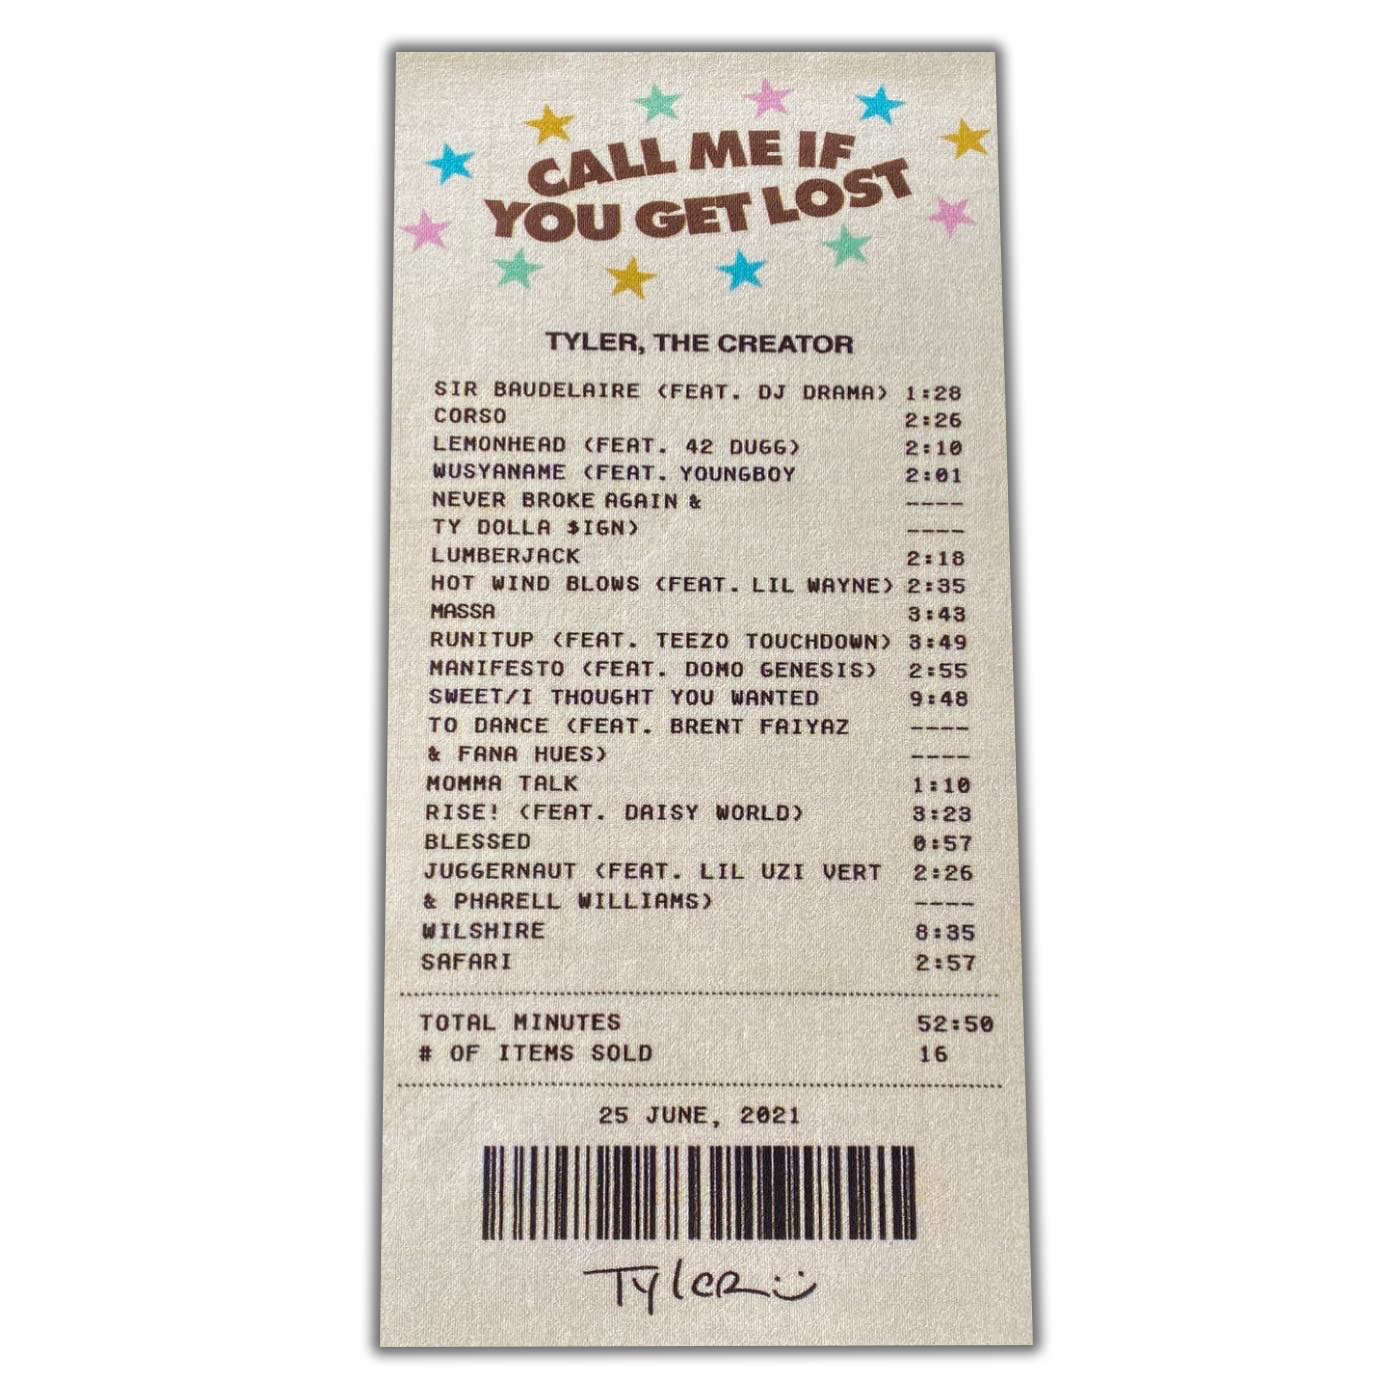 CALL ME IF
YOU GET LOST
TYLER, THE CREATOR
SIR BAUDELAIRE (FEAT. DJ DRAMA) 1:28
CORSO 2:26
LEMONHEAD (FEAT. 42 DUGG) 2:10
WUSYANAME (FEAT. YOUNGBOY 2:01
NEVER BROKE AGAIN & ----
TY DOLLA $IGN) ----
LUMBERJACK 2:18
HOT WIND BLOWS (FEAT. LIL WAYNE) 2:35
MASSA 3:43
RUNITUP (FEAT. TEEZO TOUCHDOWN) 3:49
MANIFESTO (FEAT. DOMO GENESIS) 2:55
SWEET/I THOUGHT YOU WANTED 9:48
TO DANCE (FEAT. BRENT FAIYAZ ----
& FANA HUES) ----
MOMMA TALK 1:10
RISE! (FEAT. DAISY WORLD) 3:23
BLESSED 0:57
JUGGERNAUT (FEAT. LIL UZI VERT 2:26
& PHARELL WILLIAMS) ----
WILSHIRE 8:35
SAFARI 2:57
TOTAL MINUTES 52:50
# OF ITEMS SOLD 16
25 JUNE, 2021
Tyler :)